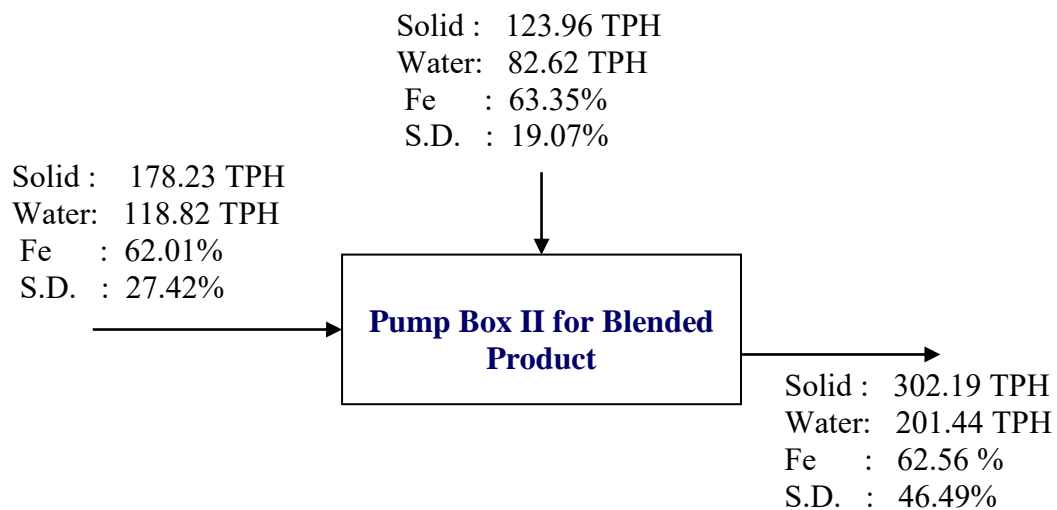 Solid : 123.96 TPH
Water: 82.62 TPH
Fe : 63.35%
S.D. : 19.07%
Solid : 178.23 TPH
Water: 118.82 TPH
Fe : 62.01%
S.D. : 27.42%
Pump Box II for Blended
Product
Solid : 302.19 TPH
Water: 201.44 TPH
Fe : 62.56 %
S.D. : 46.49%